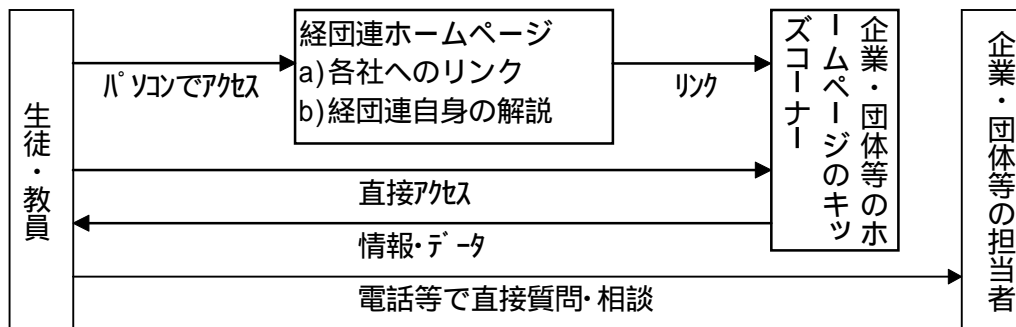 生徒・教員
パソコンでアクセス
経団連ホームページ
a)各社へのリンク
b)経団連自身の解説
リンク
企業・団体等のホ
ームページのキッ
ズコーナー
直接アクセス
情報・データ
電話等で直接質問・相談
企業・団体等の担当者